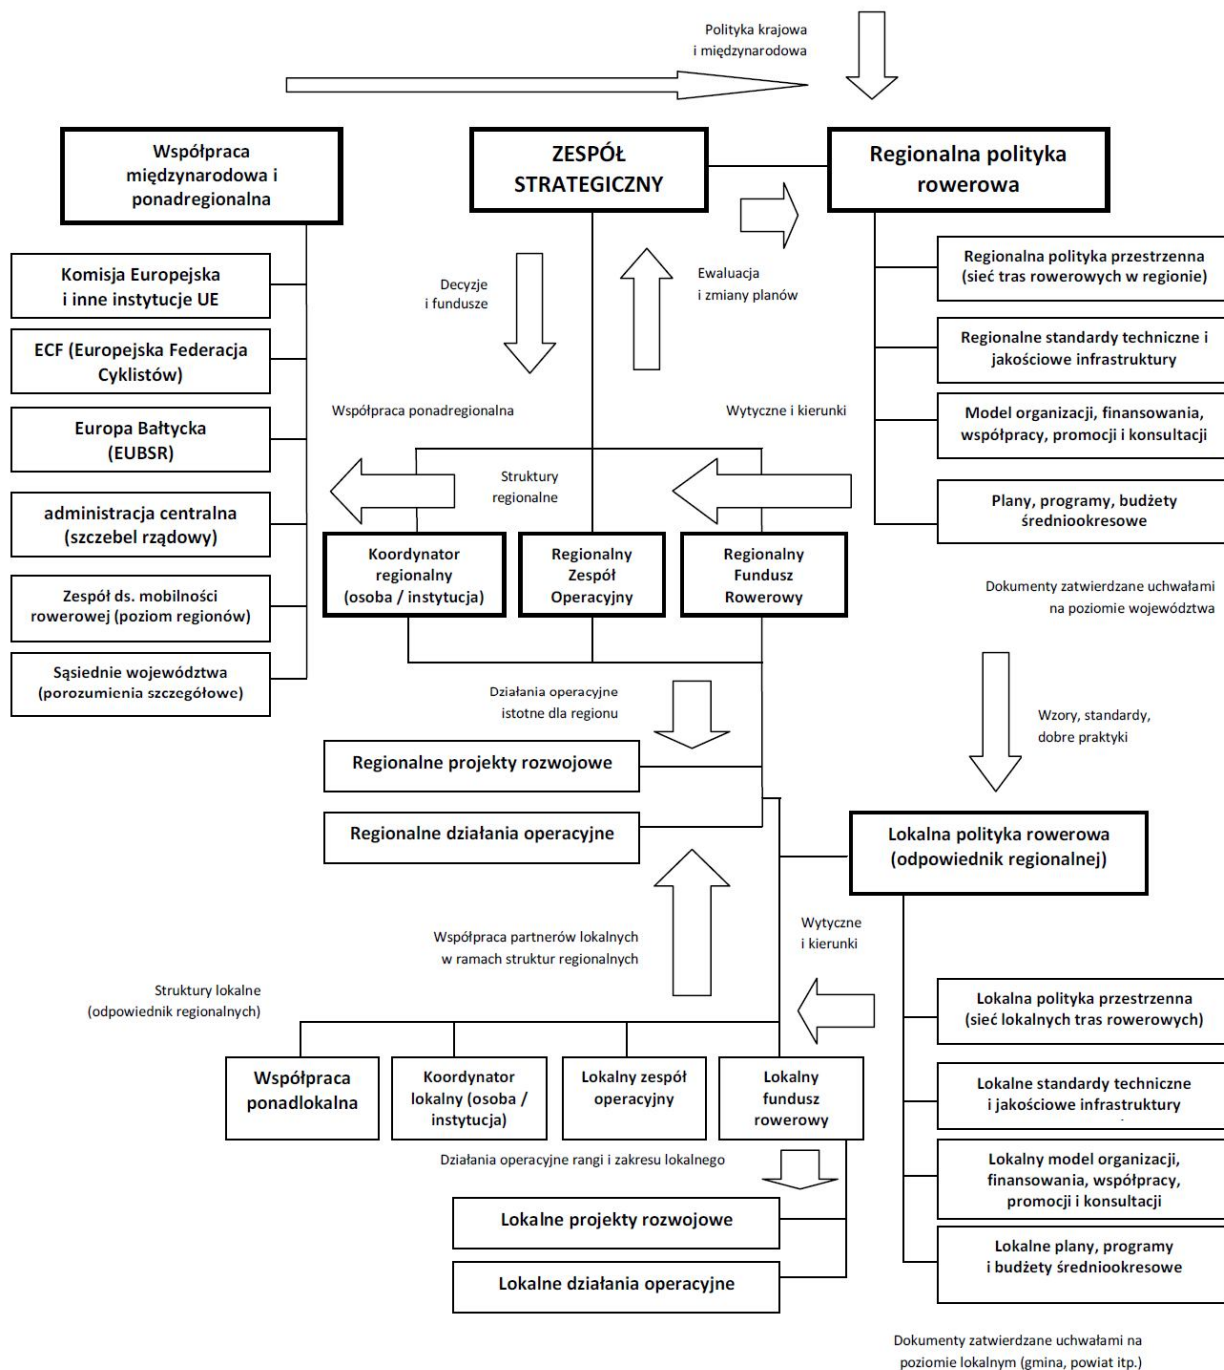 Polityka krajowa
i międzynarodowa
Współpraca
międzynarodowa i
ponadregionalna
ZESPÓŁ
STRATEGICZNY
Regionalna polityka
rowerowa
Komisja Europejska
i inne instytucje UE
ECF (Europejska Federacja
Cyklistów)
Europa Bałtycka
(EUBSR)
administracja centralna
(szczebel rządowy)
Zespół ds. mobilności
rowerowej (poziom regionów)
Sąsiednie województwa
(porozumienia szczegółowe)
Decyzje
i fundusze
Ewaluacja
i zmiany planów
Regionalna polityka przestrzenna
(sieć tras rowerowych w regionie)
Regionalne standardy techniczne i
jakościowe infrastruktury
Model organizacji, finansowania,
współpracy, promocji i konsultacji
Plany, programy, budżety
średniookresowe
Dokumenty zatwierdzane uchwałami
na poziomie województwa
Współpraca ponadregionalna
Wytyczne i kierunki
Struktury
regionalne
Koordynator
regionalny
(osoba / instytucja)
Regionalny
Zespół
Operacyjny
Regionalny
Fundusz
Rowerowy
Działania operacyjne
istotne dla regionu
Wzory, standardy,
dobre praktyki
Regionalne projekty rozwojowe
Regionalne działania operacyjne
Lokalna polityka rowerowa
(odpowiednik regionalnej)
Współpraca partnerów lokalnych
w ramach struktur regionalnych
Wytyczne
i kierunki
Struktury lokalne
(odpowiednik regionalnych)
Współpraca
ponadlokalna
Koordynator
lokalny (osoba /
instytucja)
Lokalny zespół
operacyjny
Lokalny
fundusz
rowerowy
Lokalna polityka przestrzenna
(sieć lokalnych tras rowerowych)
Lokalne standardy techniczne
i jakościowe infrastruktury
Lokalny model organizacji,
finansowania, współpracy,
promocji i konsultacji
Lokalne plany, programy
i budżety średniookresowe
Działania operacyjne rangi i zakresu lokalnego
Lokalne projekty rozwojowe
Lokalne działania operacyjne
Dokumenty zatwierdzane uchwałami na
poziomie lokalnym (gmina, powiat itp.)